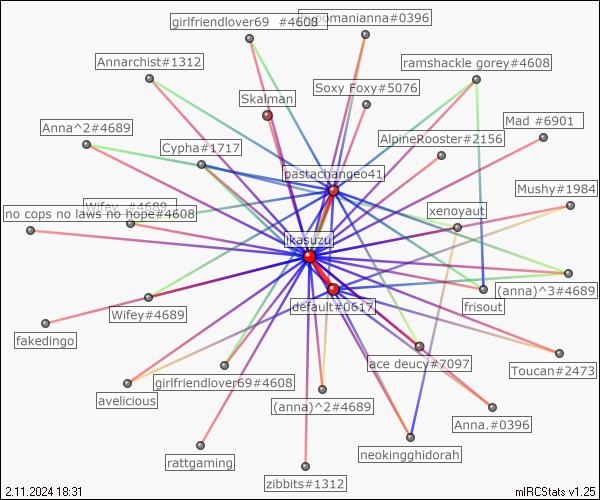 girlfriendlover69 #4608
omanianna#0396
Annarchist#1312
ramshackle gorey#4608
Soxy Foxy#5076
Skalman
Mad #6901
Anna^2#4689
AlpineRooster#2156
Cypha#1717
pastachangeo41
Mushy#1984
Wifey #4689
xenoyaut
no cops no laws no hope#4608
ikasuzu
(anna)^3#4689
default#0617
frisout
Wifey#4689
fakedingo
ace deucy#7097
Toucan#2473
girlfriendlover69#4608
avelicious
(anna)^2#4689
Anna.#0396
neokingghidorah
rattgaming
zibbits#1312
2.11.2024 18:31
mIRCStats v1.25